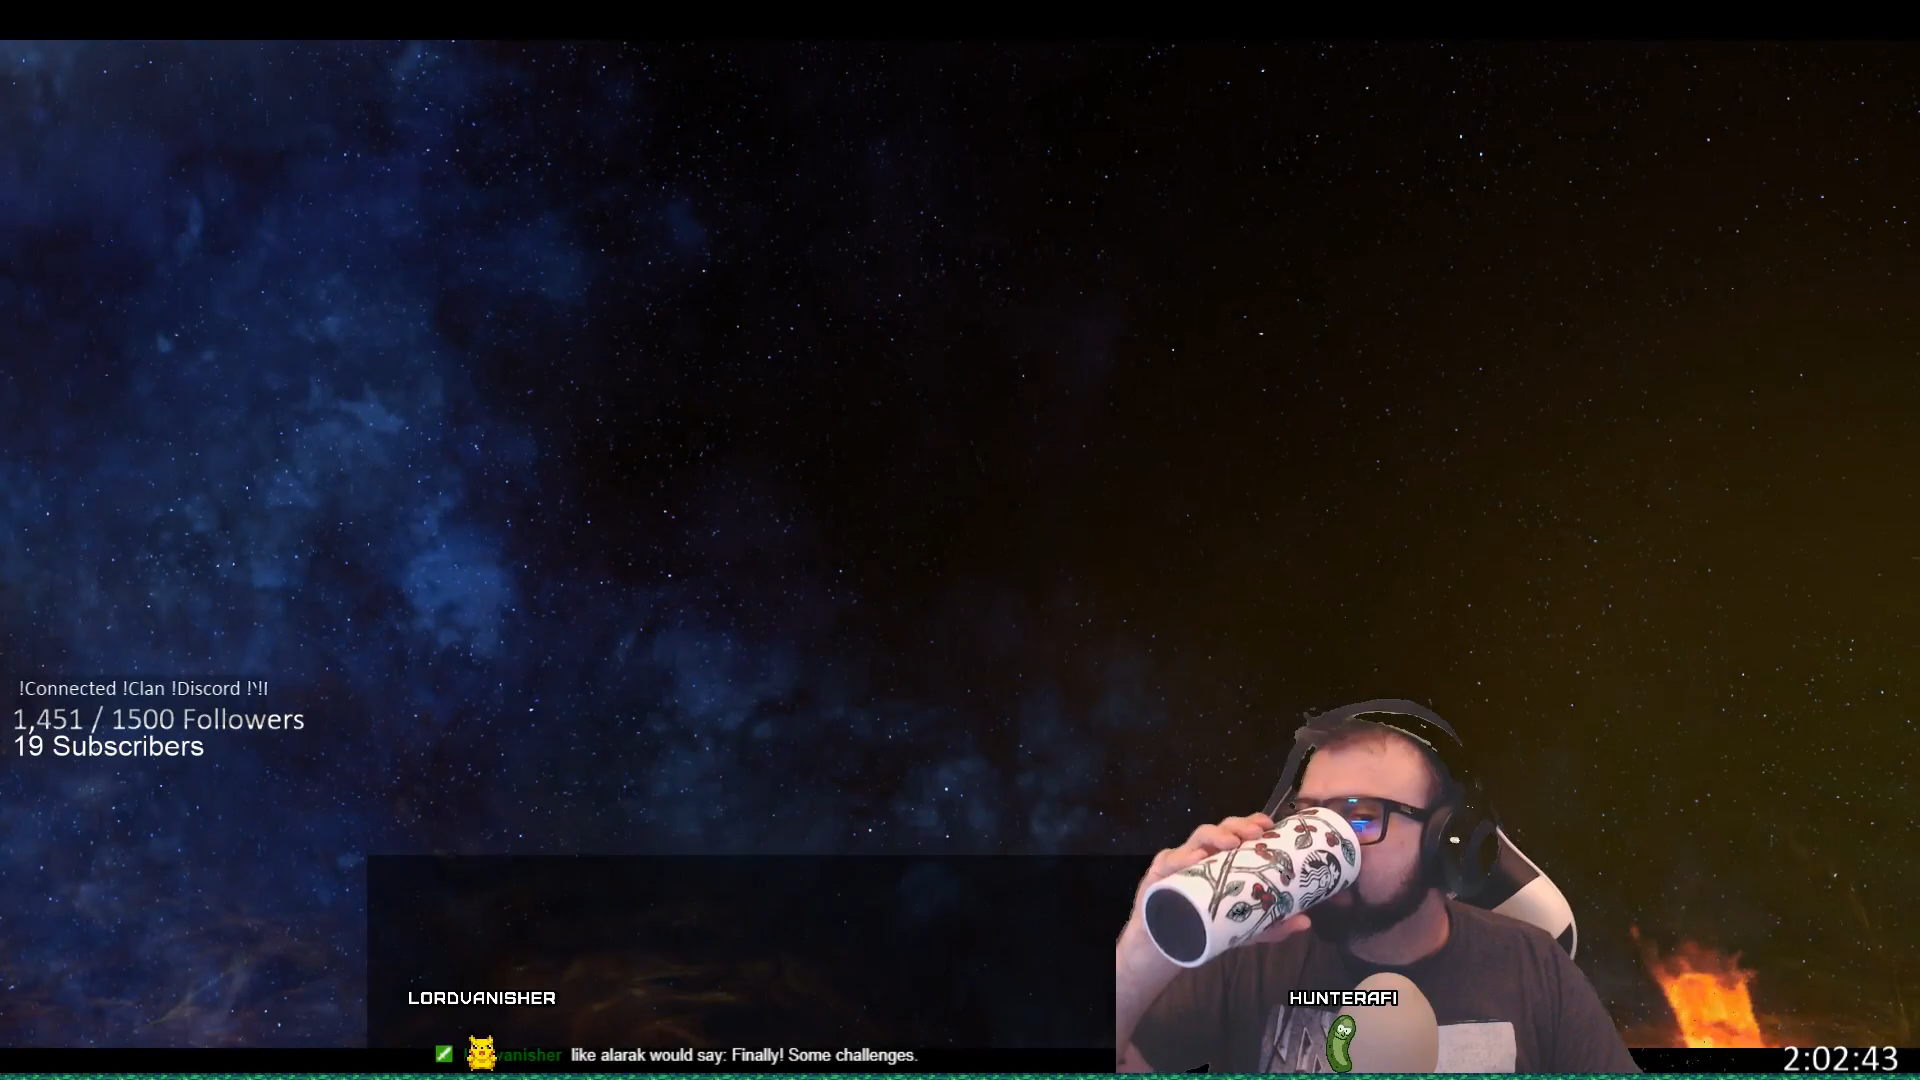 !Connected !Clan !Discord
1,451 / 1500 Followers
19 Subscribers
LORDVANISHER
HUNTERAFI
vanisher like alarak would say: Finally! Some challenges.
2:02:43